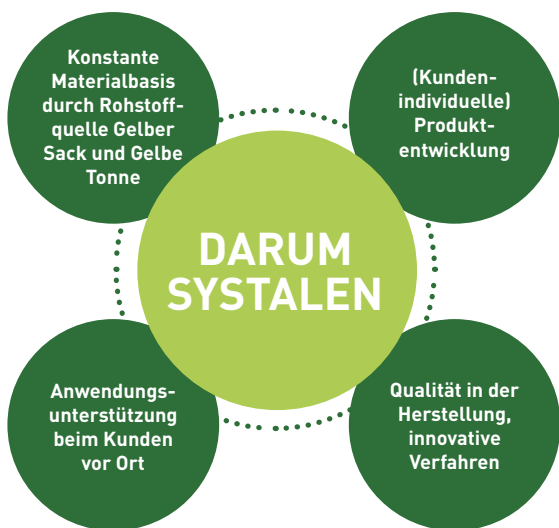 Konstante
Materialbasis
durch Rohstoff-
quelle Gelber
Sack und Gelbe
Tonne
(Kunden-
individuelle)
Produkt-
entwicklung
DARUM
SYSTALEN
Anwendungs-
unterstützung
beim Kunden
vor Ort
Qualität in der
Herstellung,
innovative
Verfahren